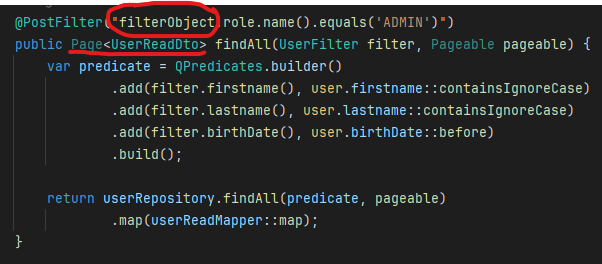 @PostFilter("filterObject.role.name().equals('ADMIN')")
public Page<UserReadDto> findAll(UserFilter filter, Pageable pageable) {
var predicate = QPredicates.builder()
.add(filter.firstname(), user.firstname::containsIgnoreCase)
.add(filter.lastname(), user.lastname::containsIgnoreCase)
.add(filter.birthDate(), user.birthDate::before)
.build();
return userRepository.findAll(predicate, pageable)
.map(userReadMapper::map);
}